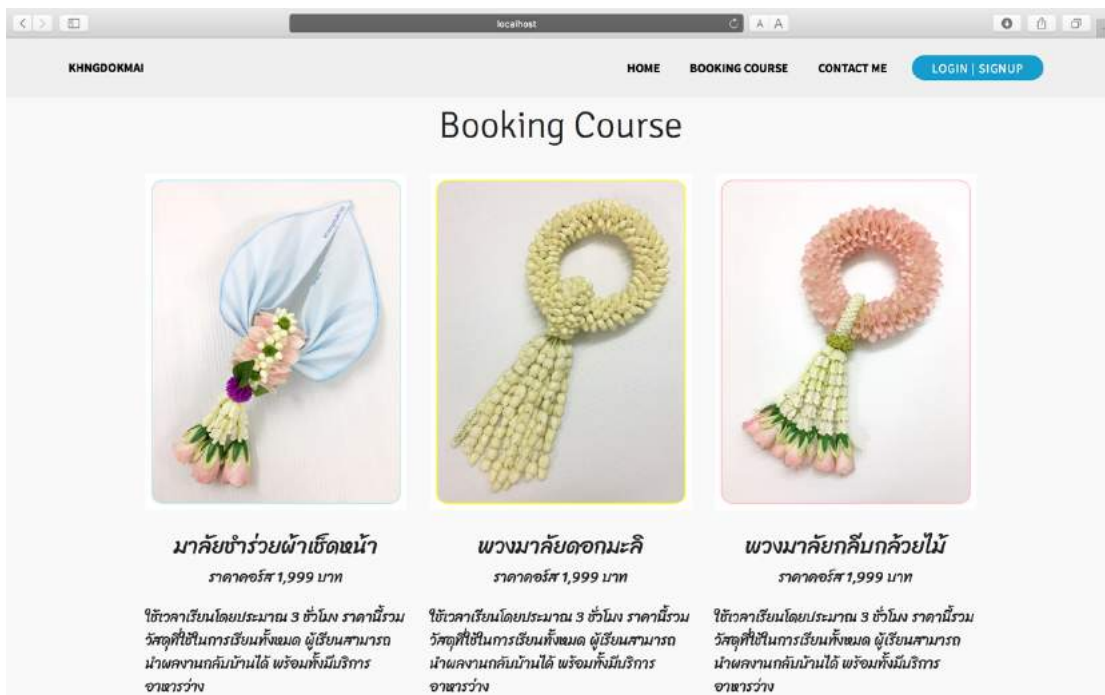 localhost
A A
KHNGDOKMAI
HOME BOOKING COURSE CONTACT ME LOGIN | SIGNUP
Booking Course
มาลัยชำร่วยผ้าเช็ดหน้า
ราคาคอร์ส 1,999 บาท
ใช้เวลาเรียนโดยประมาณ 3 ชั่วโมง ราคานี้รวม
วัสดุที่ใช้ในการเรียนทั้งหมด ผู้เรียนสามารถ
นำผลงานกลับบ้านได้ พร้อมทั้งมีบริการ
อาหารว่าง
พวงมาลัยดอกมะลิ
ราคาคอร์ส 1,999 บาท
ใช้เวลาเรียนโดยประมาณ 3 ชั่วโมง ราคานี้รวม
วัสดุที่ใช้ในการเรียนทั้งหมด ผู้เรียนสามารถ
นำผลงานกลับบ้านได้ พร้อมทั้งมีบริการ
อาหารว่าง
พวงมาลัยกลีบกล้วยไม้
ราคาคอร์ส 1,999 บาท
ใช้เวลาเรียนโดยประมาณ 3 ชั่วโมง ราคานี้รวม
วัสดุที่ใช้ในการเรียนทั้งหมด ผู้เรียนสามารถ
นำผลงานกลับบ้านได้ พร้อมทั้งมีบริการ
อาหารว่าง